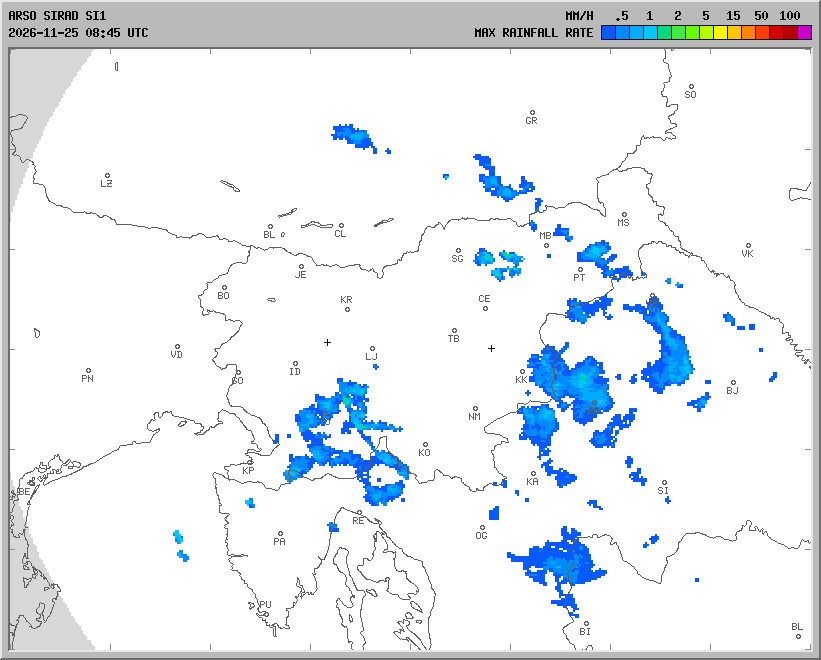 ARSO SIRAD SI1 MM/H .5 1 2 5 15 50 100
2026-11-25 08:45 UTC MAX RAINFALL RATE
SO
GR
LZ
MS
BL CL MB
VK
SG
JE PT
BO
KR CE
TB
VD LJ
ID
PN GO KK
BJ
NM
KO
KP
KA
BE SI
RE
OG
PA
PU
BI BL